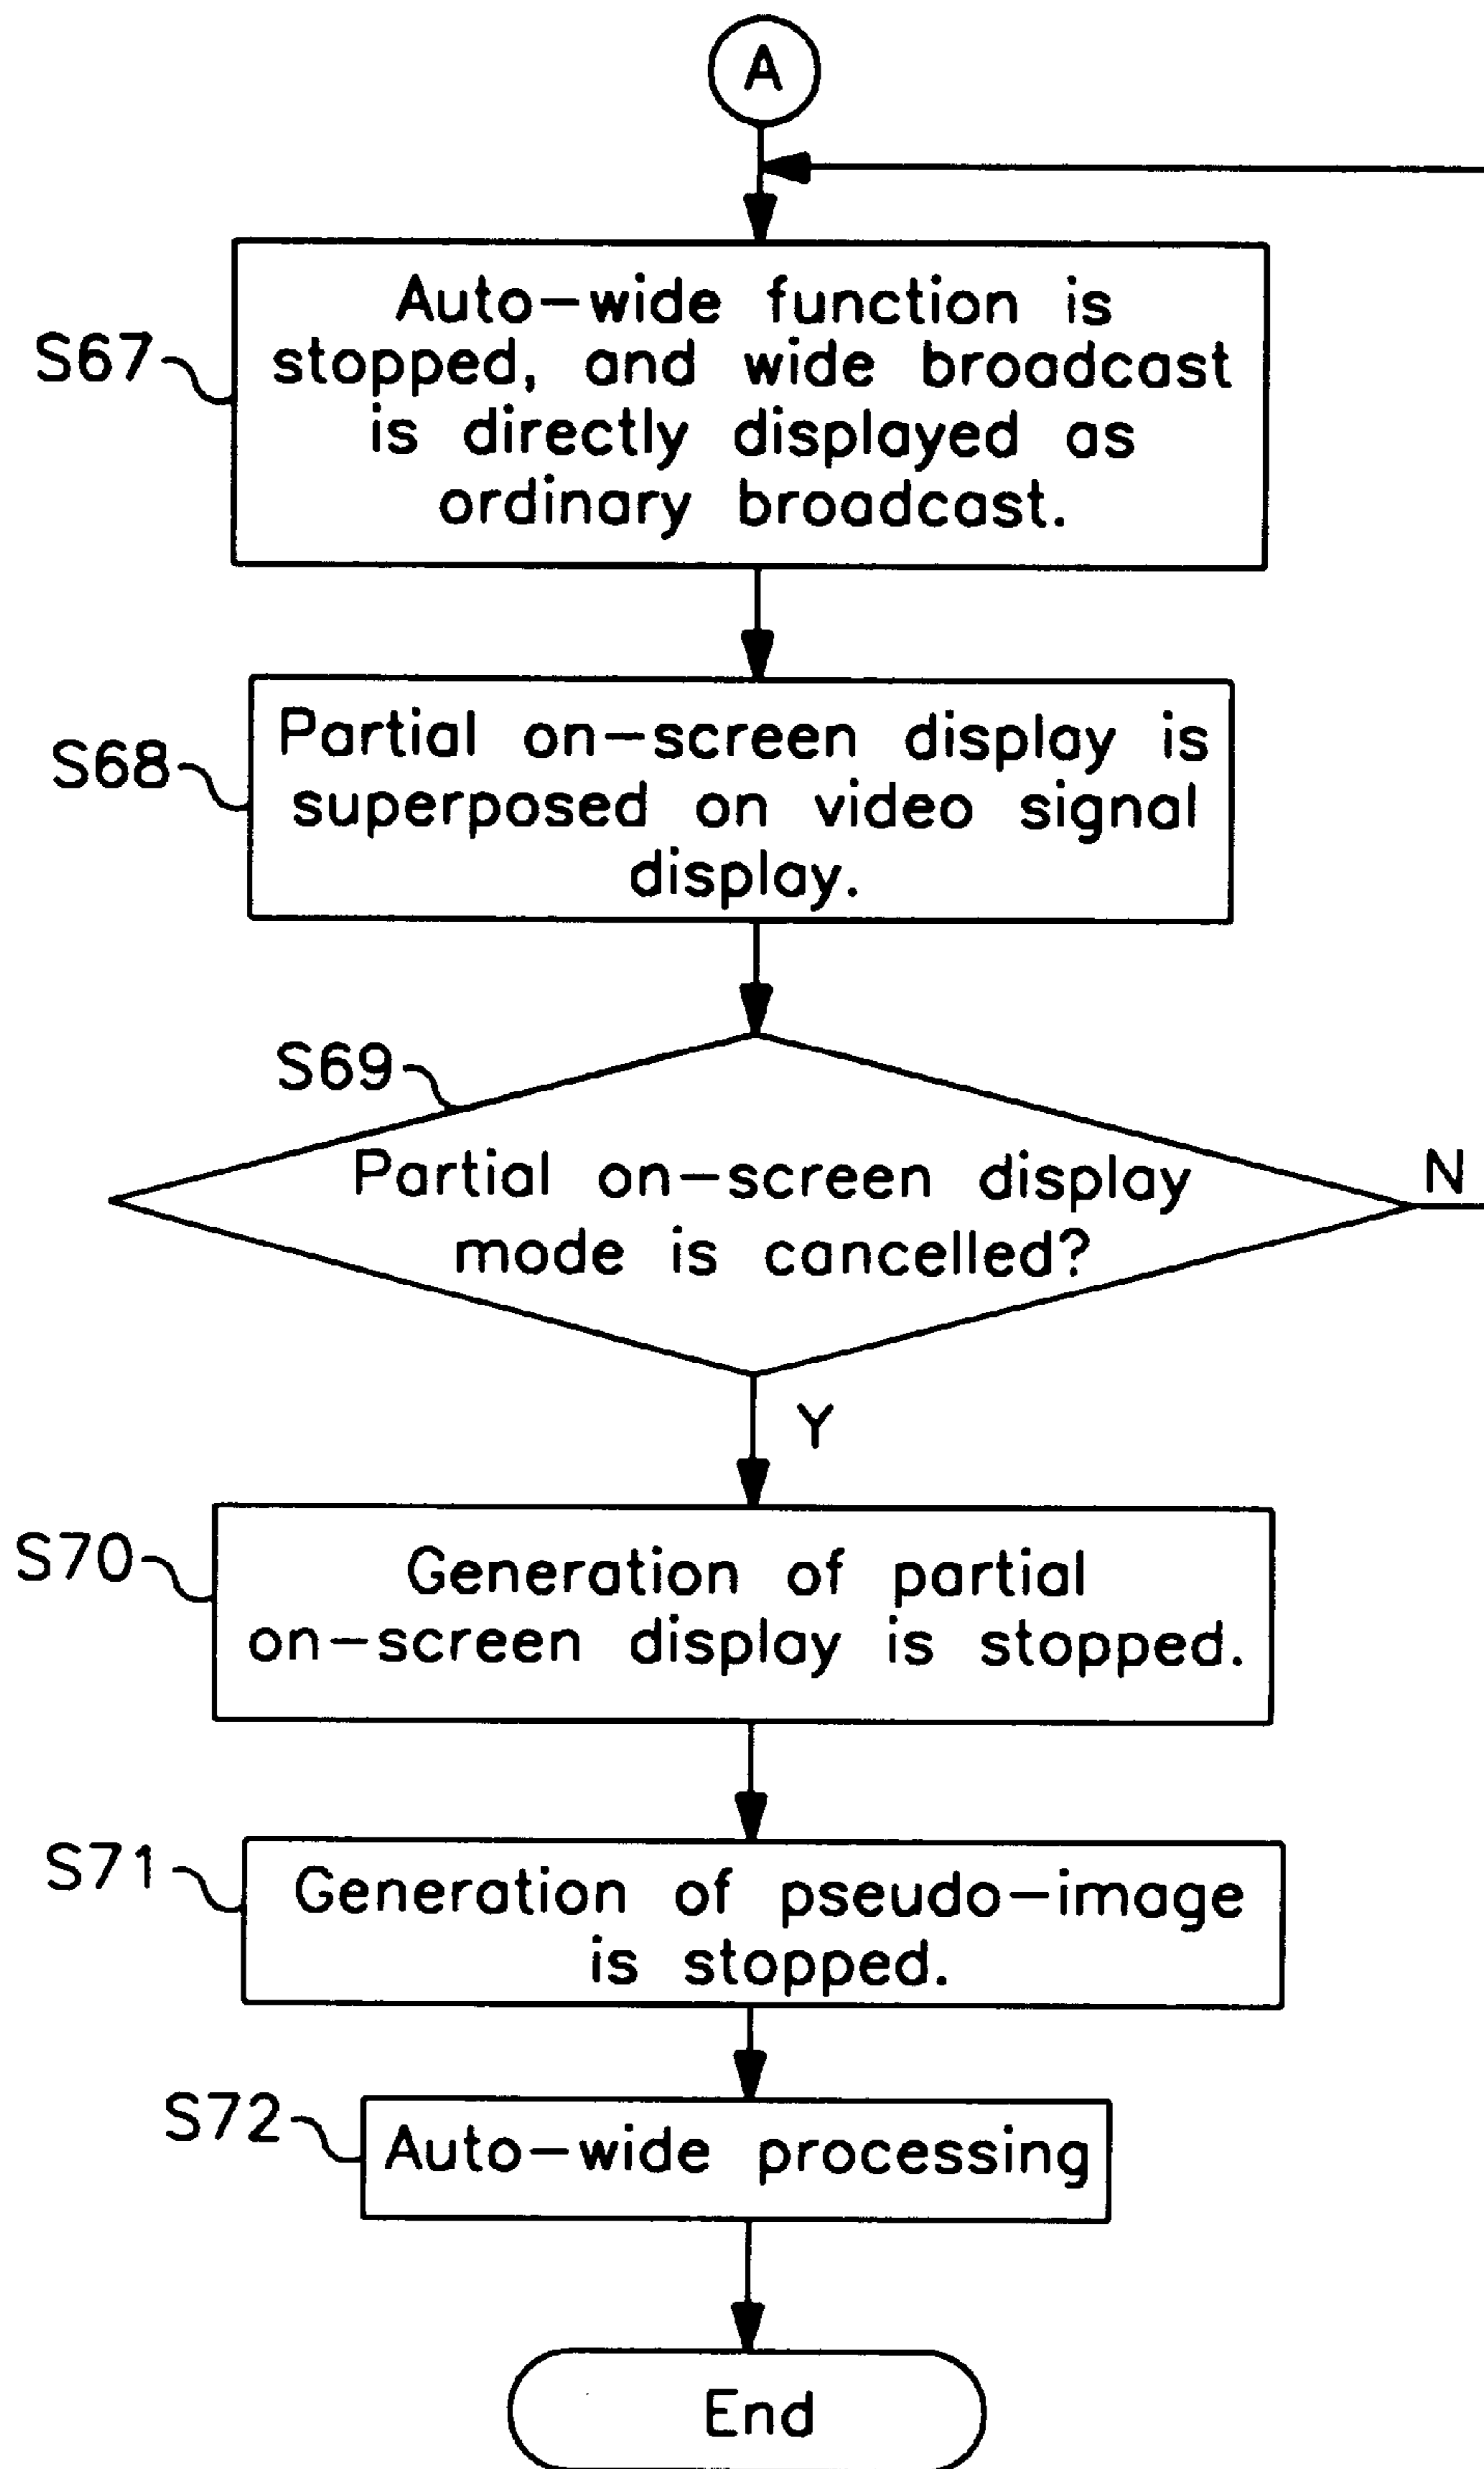 A
S67
Auto-wide function is
stopped, and wide broadcast
is directly displayed as
ordinary broadcast.
S68
Partial on-screen display is
superposed on video signal
display.
S69
Partial on-screen display
mode is cancelled?
N
Y
S70
Generation of partial
on-screen display is stopped.
S71
Generation of pseudo-image
is stopped.
S72
Auto-wide processing
End